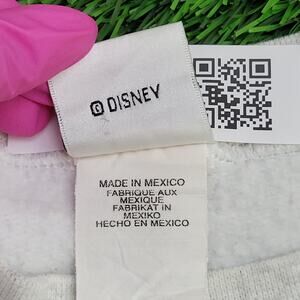 © DISNEY
MADE IN MEXICO
FABRIQUE AUX
MEXIQUE
FABRIKAT IN
MEXIKO
HECHO EN MEXICO